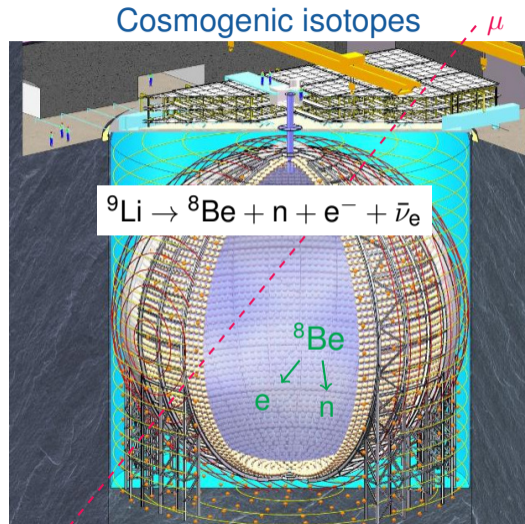 Cosmogenic isotopes
μ
⁹Li → ⁸Be + n + e⁻ + ν̄ₑ
⁸Be
e n